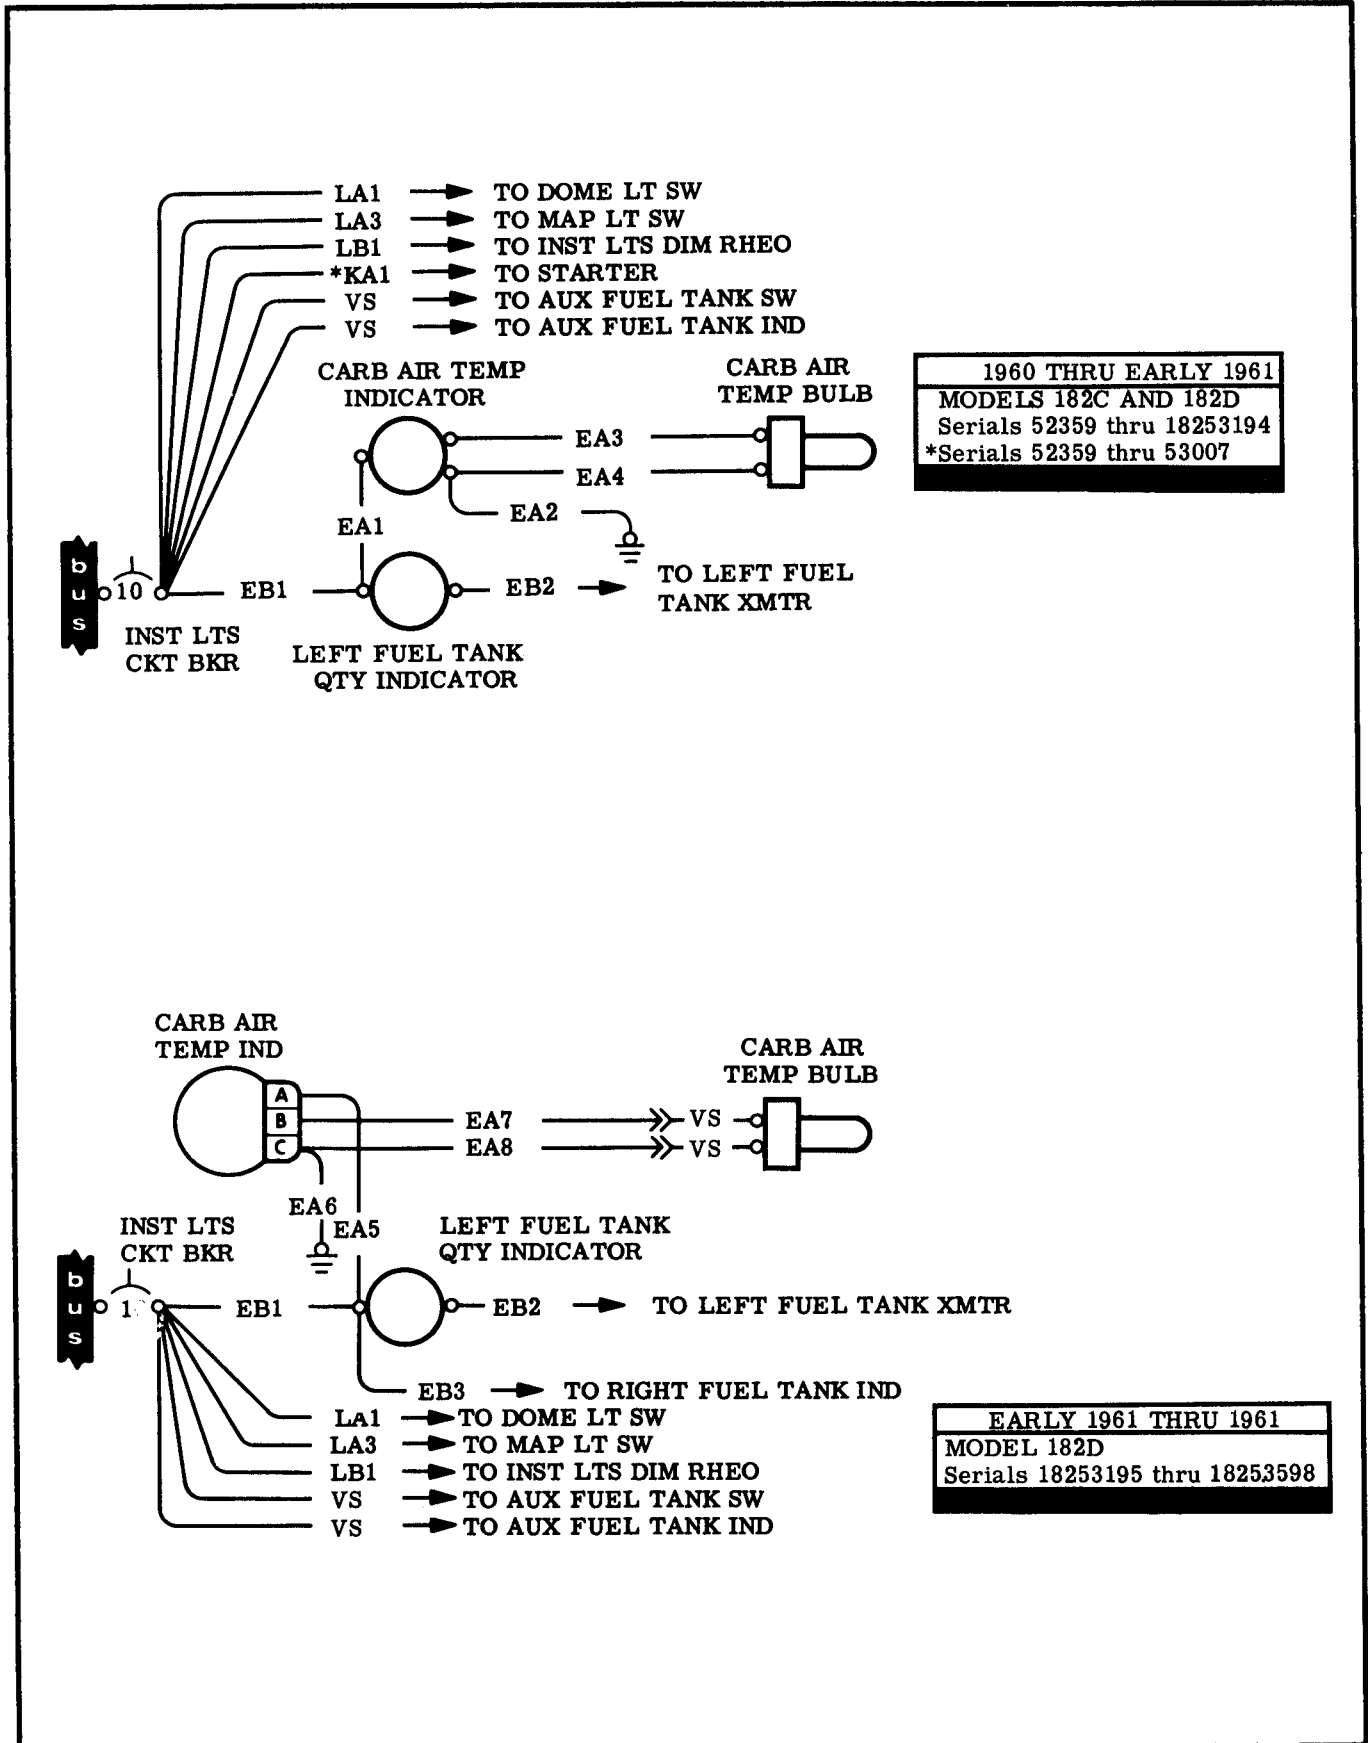 LA1 TO DOME LT SW
LA3 TO MAP LT SW
LB1 TO INST LTS DIM RHEO
*KA1 TO STARTER
VS TO AUX FUEL TANK SW
VS TO AUX FUEL TANK IND
CARB AIR TEMP
INDICATOR
CARB AIR
TEMP BULB
1960 THRU EARLY 1961
MODELS 182C AND 182D
Serials 52359 thru 18253194
*Serials 52359 thru 53007
EA3
EA4
EA2
EA1
bus
10
EB1
EB2
TO LEFT FUEL
TANK XMTR
INST LTS
CKT BKR
LEFT FUEL TANK
QTY INDICATOR
CARB AIR
TEMP IND
CARB AIR
TEMP BULB
A
B
C
EA7 VS
EA8 VS
EA6
EA5
INST LTS
CKT BKR
LEFT FUEL TANK
QTY INDICATOR
bus
EB1
EB2 TO LEFT FUEL TANK XMTR
EB3 TO RIGHT FUEL TANK IND
LA1 TO DOME LT SW
LA3 TO MAP LT SW
LB1 TO INST LTS DIM RHEO
VS TO AUX FUEL TANK SW
VS TO AUX FUEL TANK IND
EARLY 1961 THRU 1961
MODEL 182D
Serials 18253195 thru 18253598